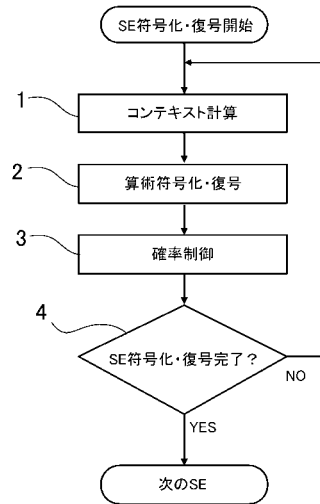 SE符号化・復号開始
1
コンテキスト計算
2
算術符号化・復号
3
確率制御
4
SE符号化・復号完了？
NO
YES
次のSE